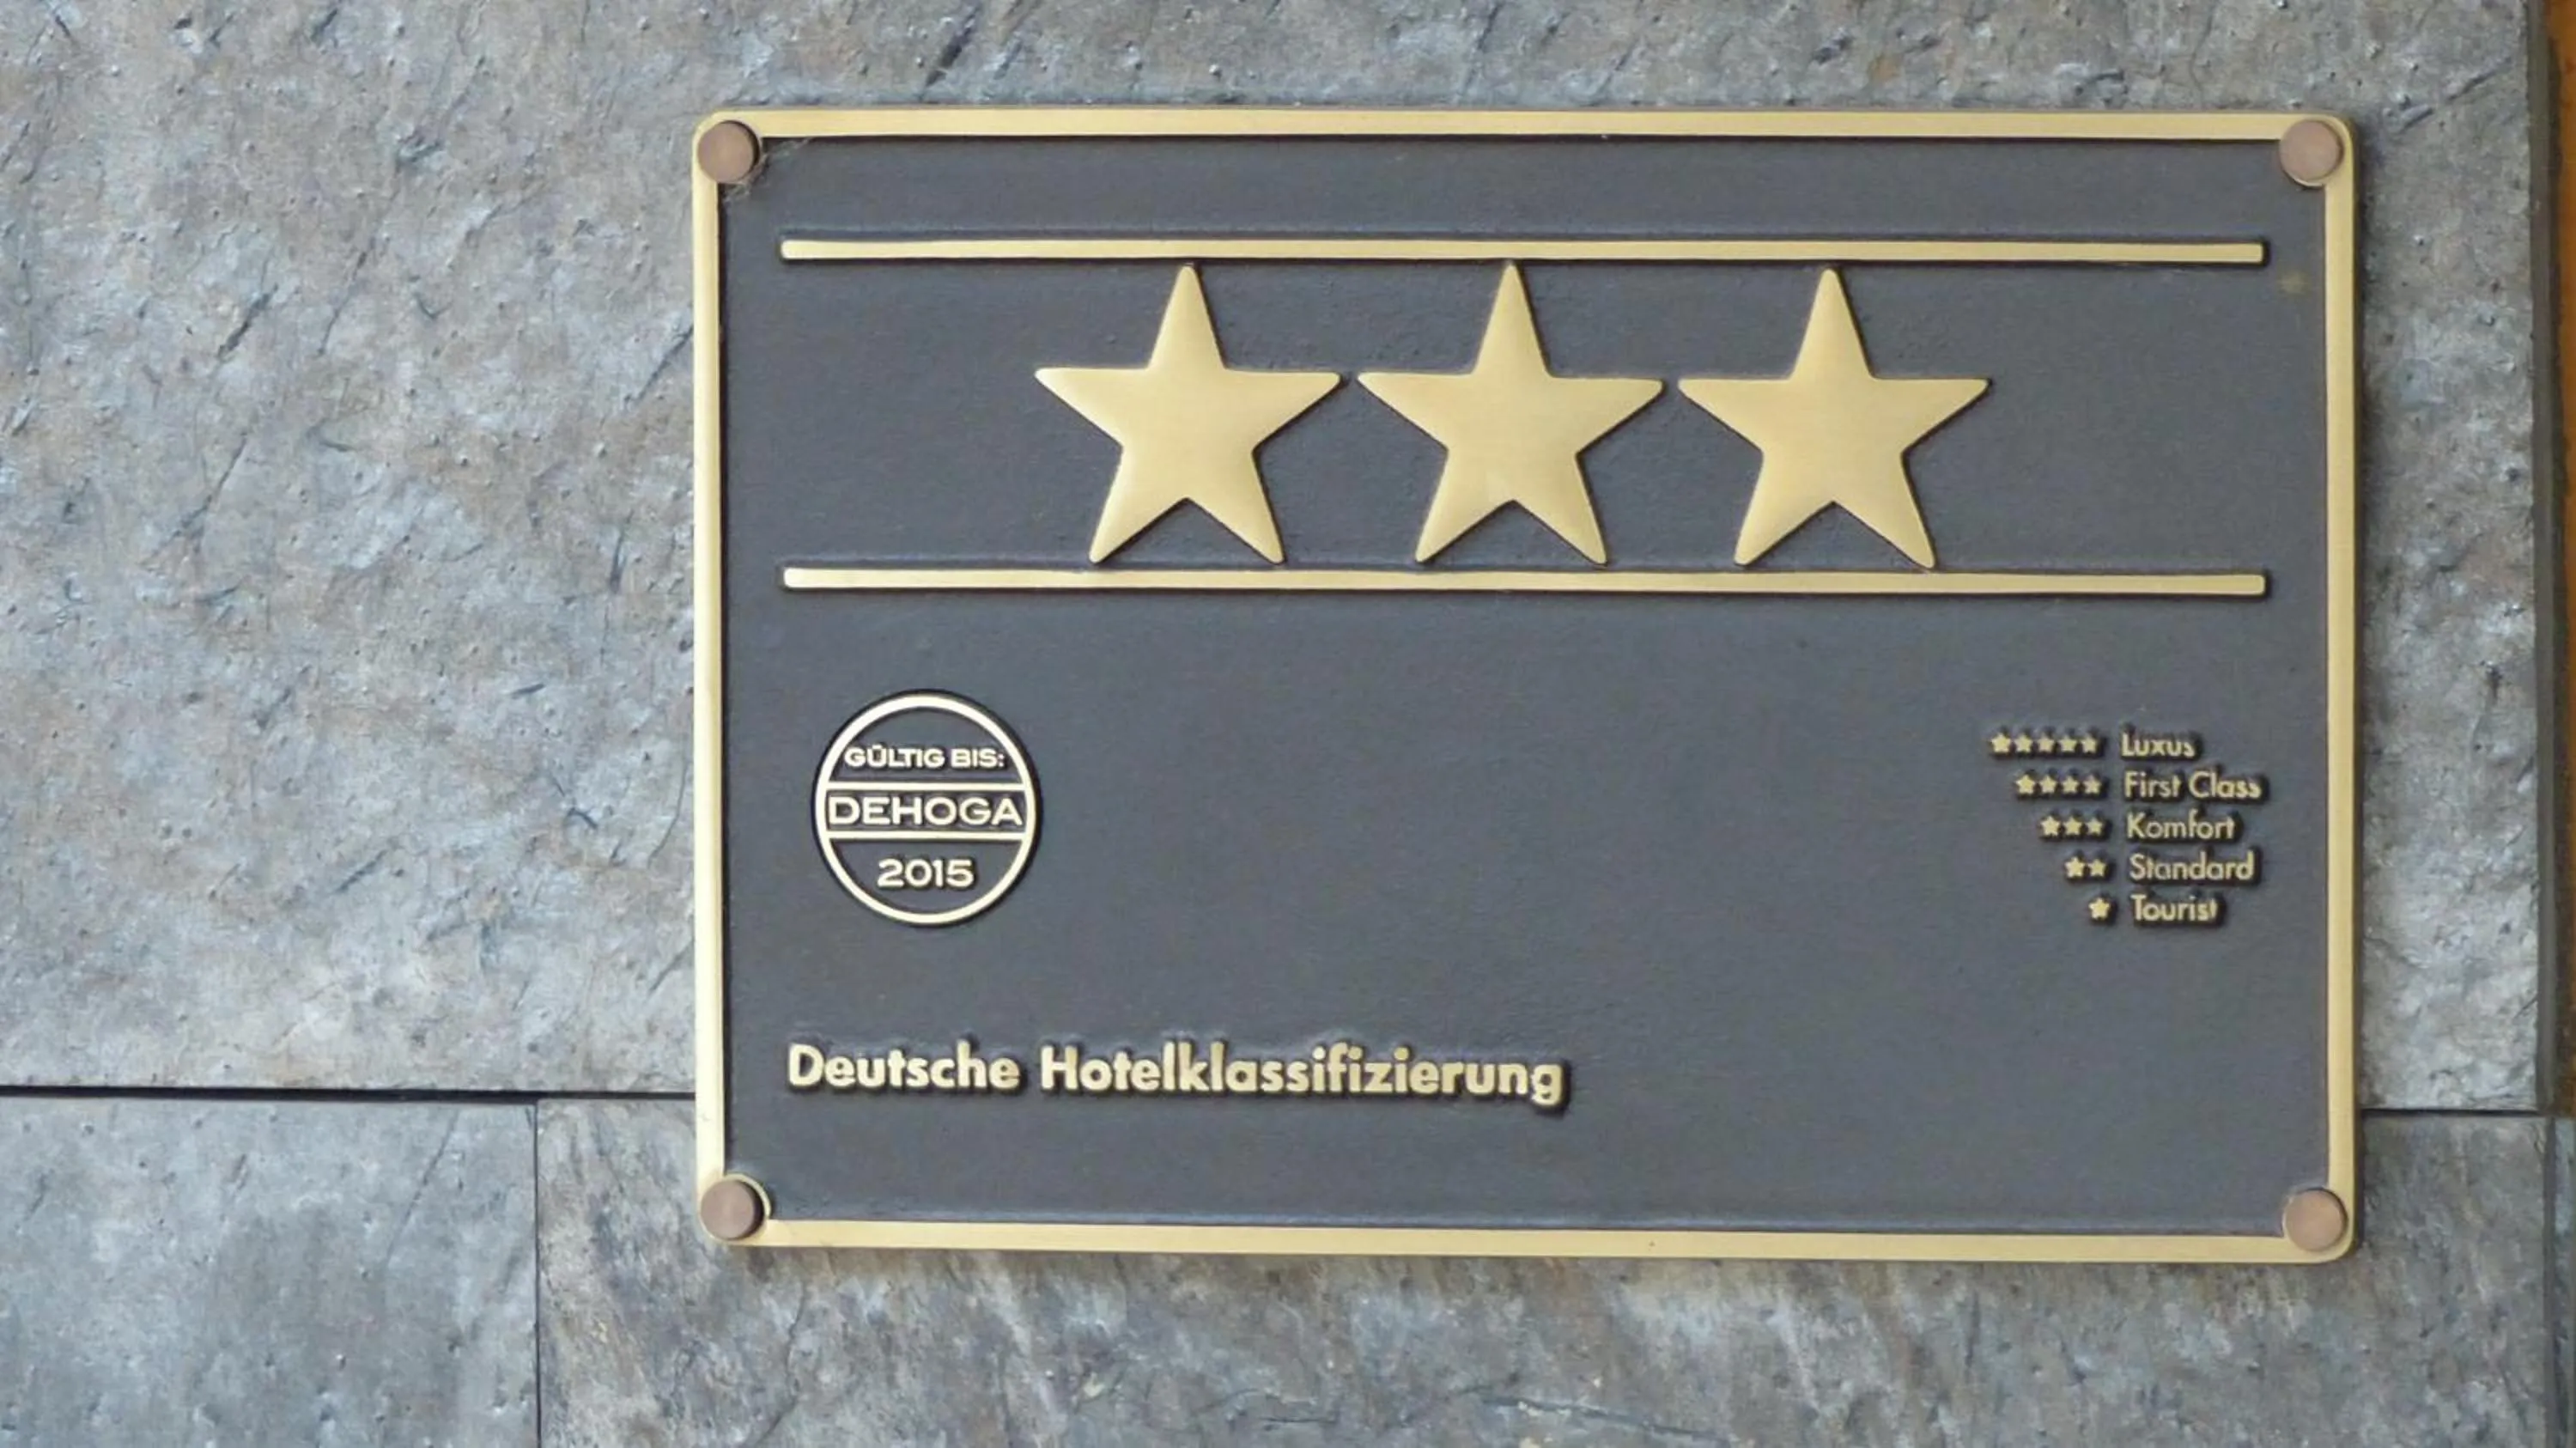 GÜLTIG BIS:
DEHOGA
2015
Luxus
First Class
Komfort
Standard
Tourist
Deutsche Hotelklassifizierung